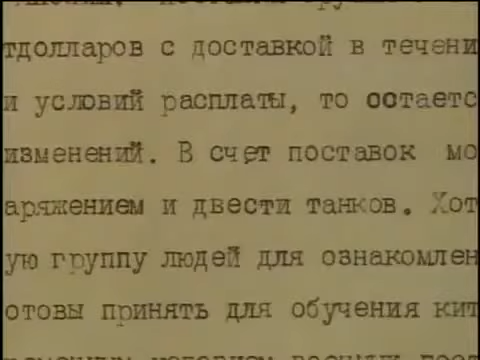 тдолларов с доставкой в течени
и условий расплаты, то остаетс
изменений. В счет поставок мо
аряжением и двести танков. Хот
ую группу людей для ознакомлен
отовы принять для обучения кит